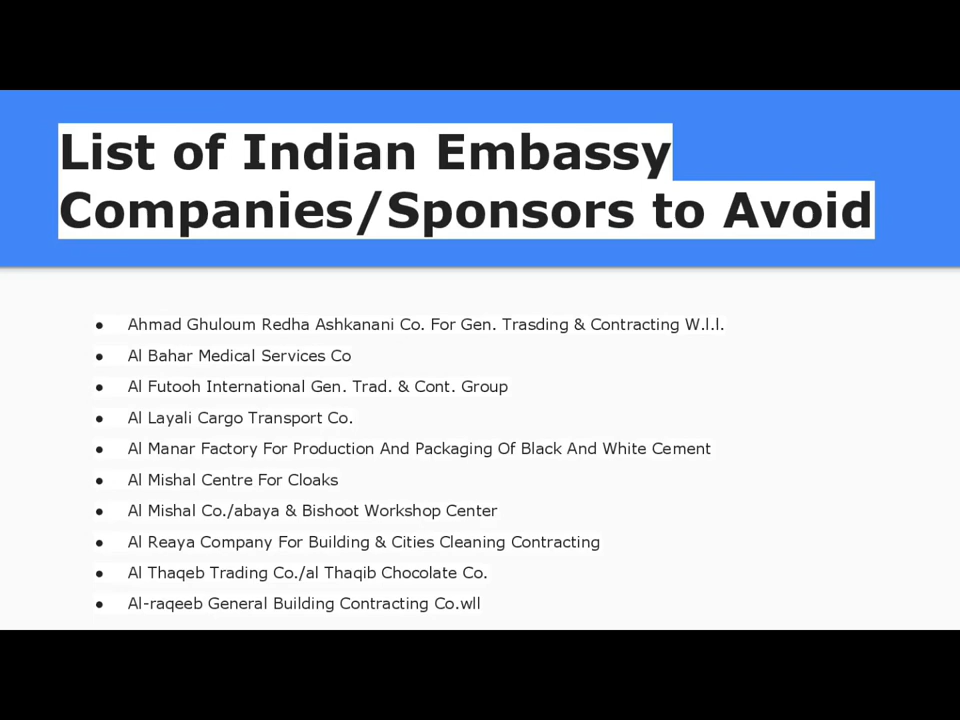 List of Indian Embassy
Companies/Sponsors to Avoid
● Ahmad Ghuloum Redha Ashkanani Co. For Gen. Trasding & Contracting W.l.l.
● Al Bahar Medical Services Co
● Al Futooh International Gen. Trad. & Cont. Group
● Al Layali Cargo Transport Co.
● Al Manar Factory For Production And Packaging Of Black And White Cement
● Al Mishal Centre For Cloaks
● Al Mishal Co./abaya & Bishoot Workshop Center
● Al Reaya Company For Building & Cities Cleaning Contracting
● Al Thaqeb Trading Co./al Thaqib Chocolate Co.
● Al-raqeeb General Building Contracting Co.wll